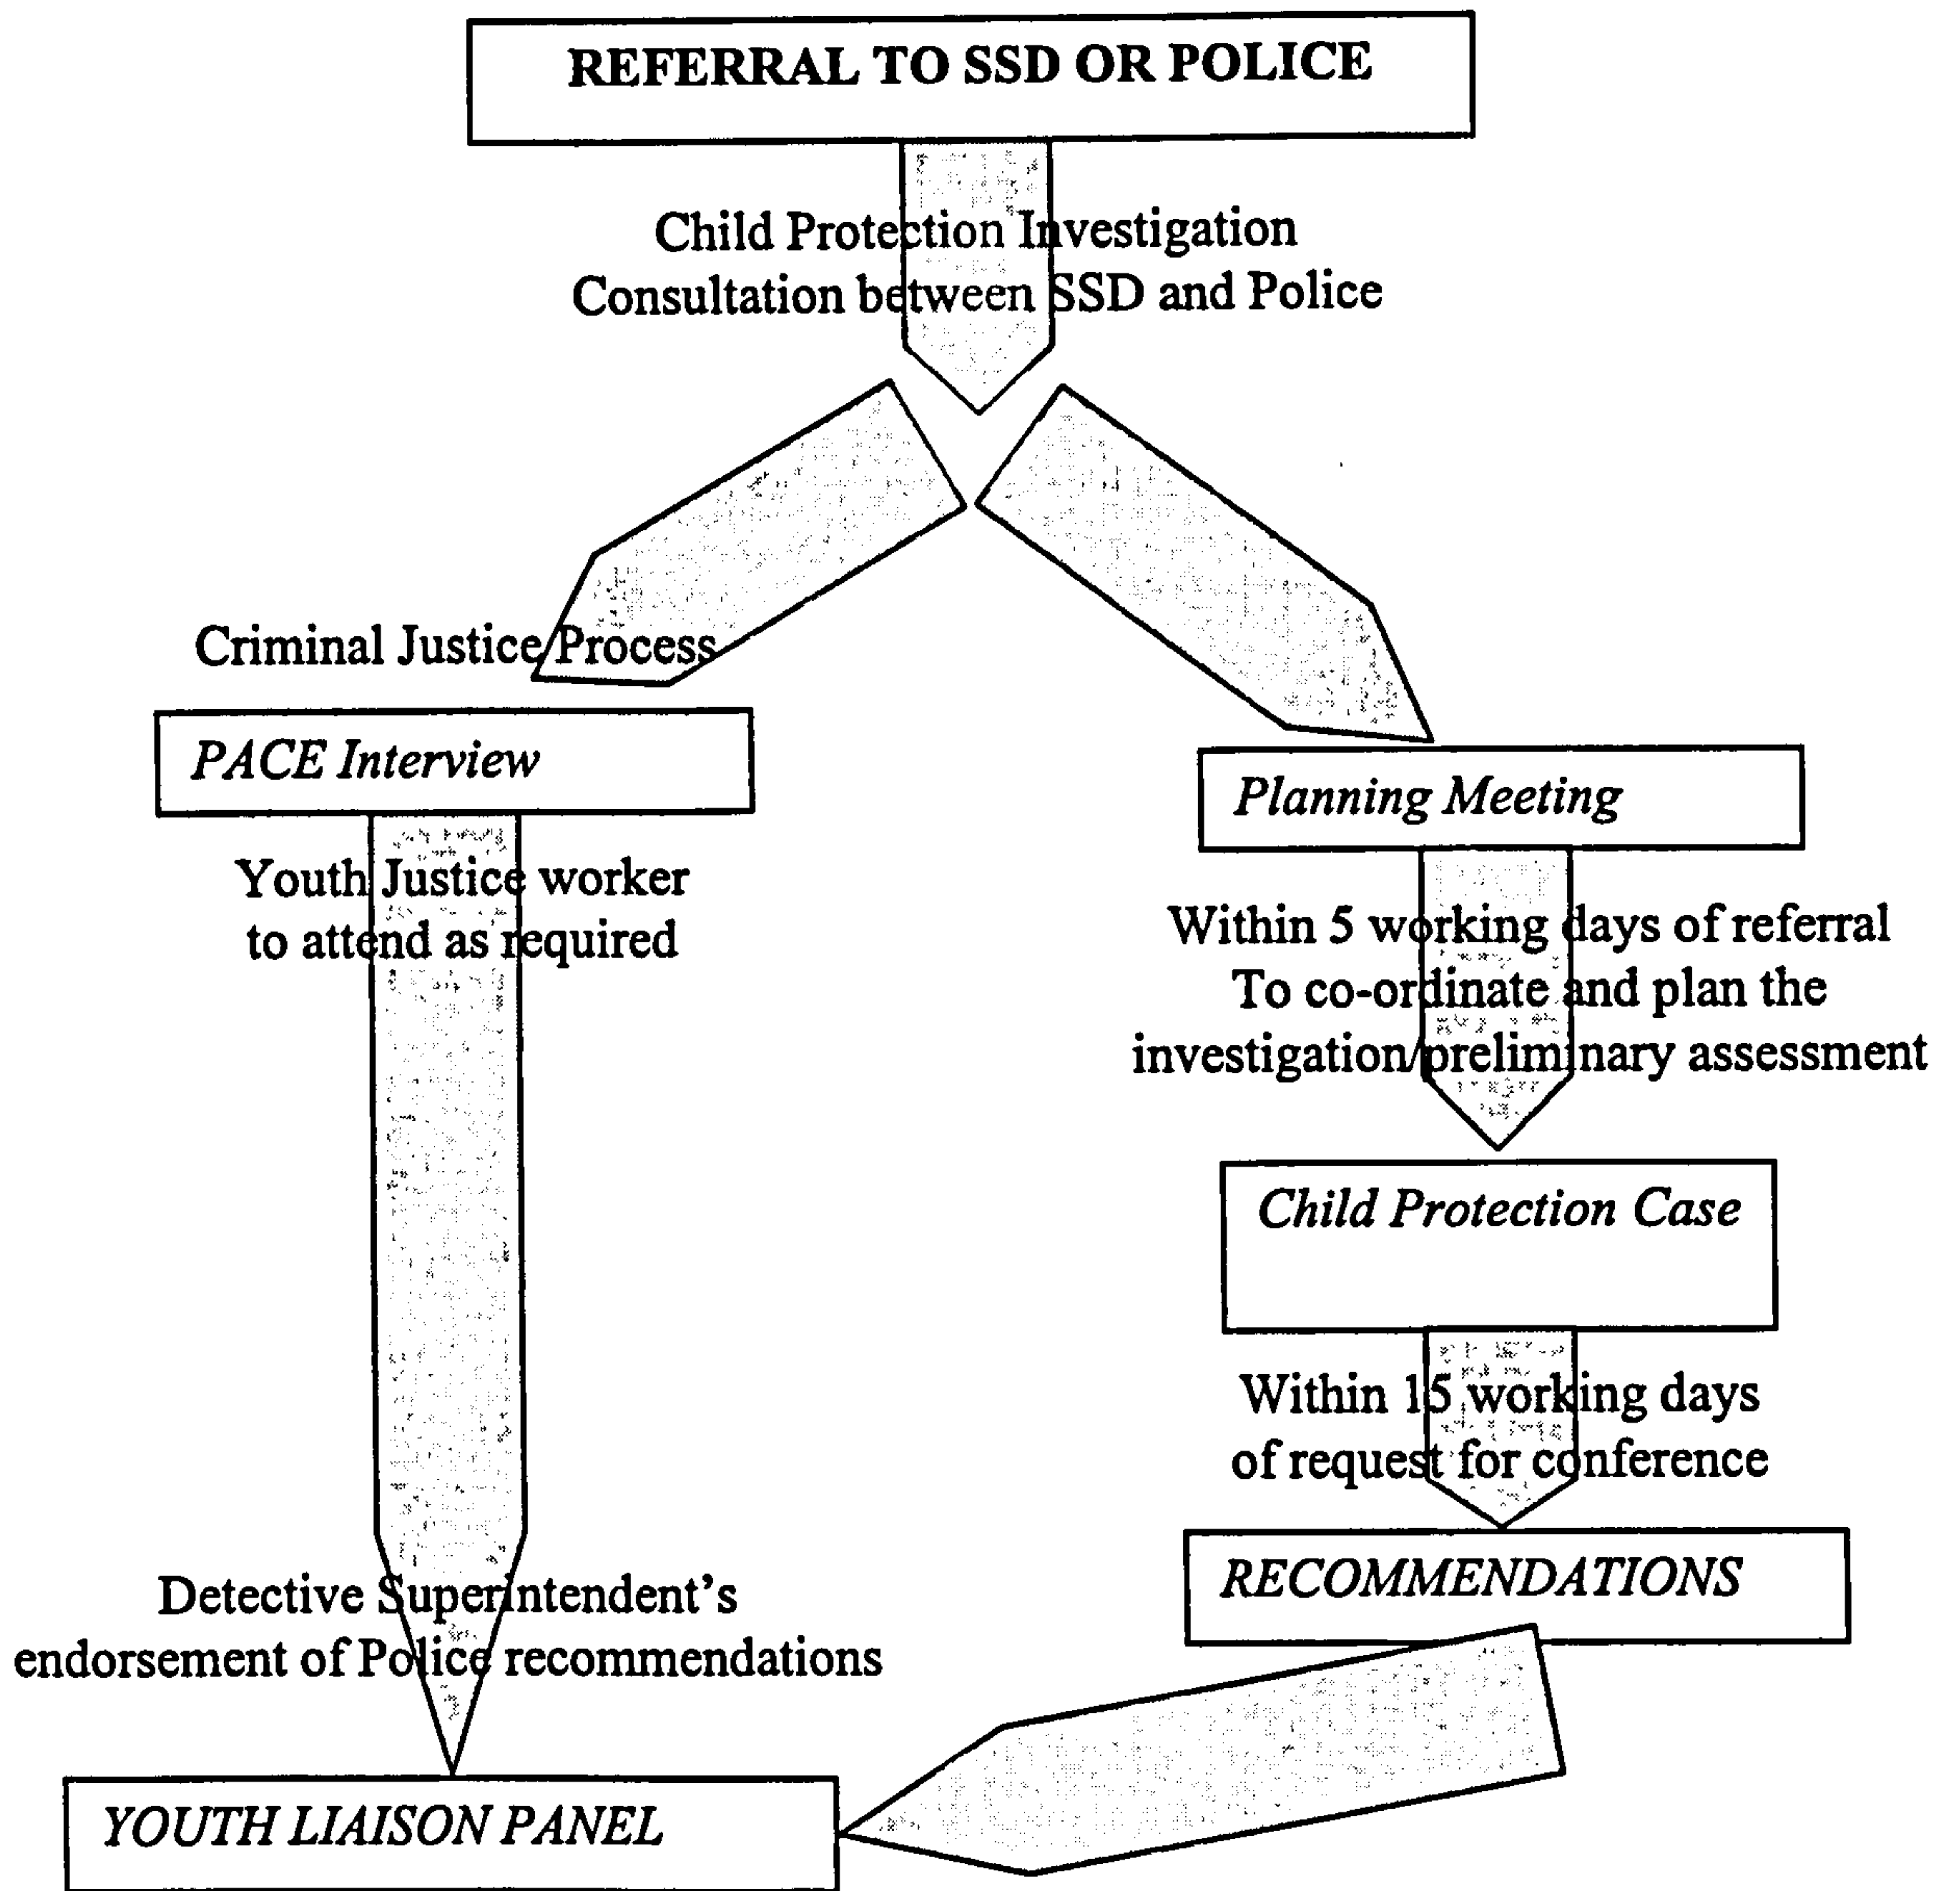 REFERRAL TO SSD OR POLICE
Child Protection Investigation
Consultation between SSD and Police
Criminal Justice Process
PACE Interview
Youth Justice worker
to attend as required
Planning Meeting
Within 5 working days of referral
To co-ordinate and plan the
investigation/preliminary assessment
Child Protection Case
Within 15 working days
of request for conference
RECOMMENDATIONS
Detective Superintendent's
endorsement of Police recommendations
YOUTH LIAISON PANEL